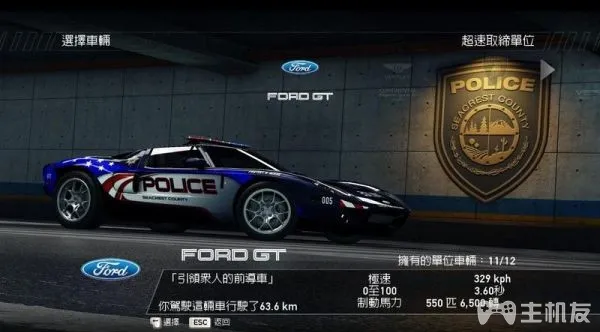 選擇車輛
超速取締單位
Ford
FORD GT
POLICE
SEACREST COUNTY
POLICE
SEACREST COUNTY
005
Ford
FORD GT
擁有的單位車輛：11/12
「引領眾人的前導車」
極速 329 kph
0至100 3.60秒
你駕駛這輛車行駛了63.6 km
制動馬力 550 匹 6,500 轉
選擇 ESC 返回
主机友